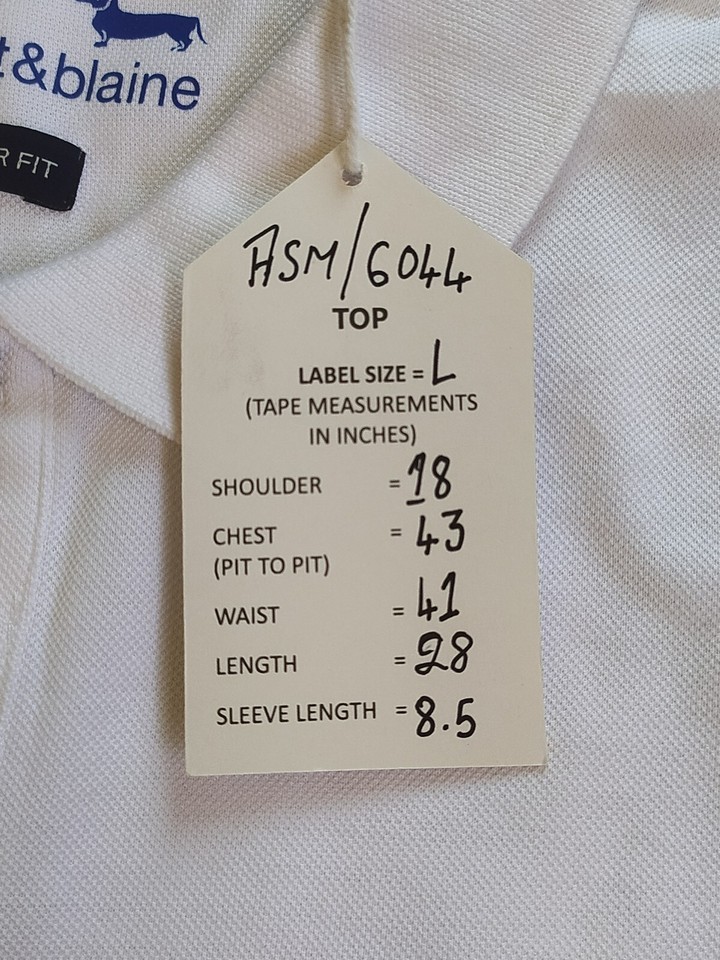 t&blaine
R FIT
ASM/6044
TOP
LABEL SIZE = L
(TAPE MEASUREMENTS
IN INCHES)
SHOULDER = 18
CHEST = 43
(PIT TO PIT)
WAIST = 41
LENGTH = 28
SLEEVE LENGTH = 8.5